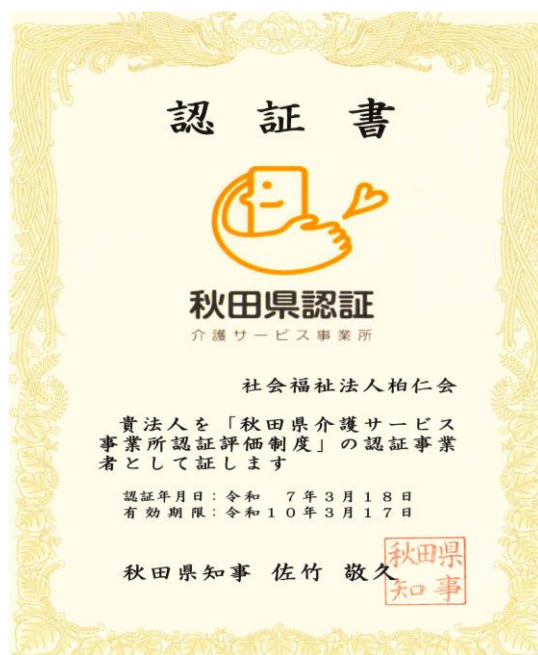 認証書
秋田県認証
介護サービス事業所
社会福祉法人柏仁会
貴法人を「秋田県介護サービス
事業所認証評価制度」の認証事業
者として証します
認証年月日:令和　7年3月18日
有効期限:令和10年3月17日
秋田県知事 佐竹 敬久
秋田県
知事